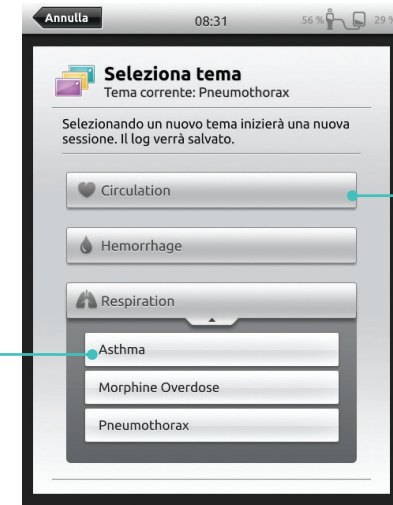 Annulla
08:31
56 %
29 %
Seleziona tema
Tema corrente: Pneumothorax
Selezionando un nuovo tema inizierà una nuova
sessione. Il log verrà salvato.
Circulation
Hemorrhage
Respiration
Asthma
Morphine Overdose
Pneumothorax